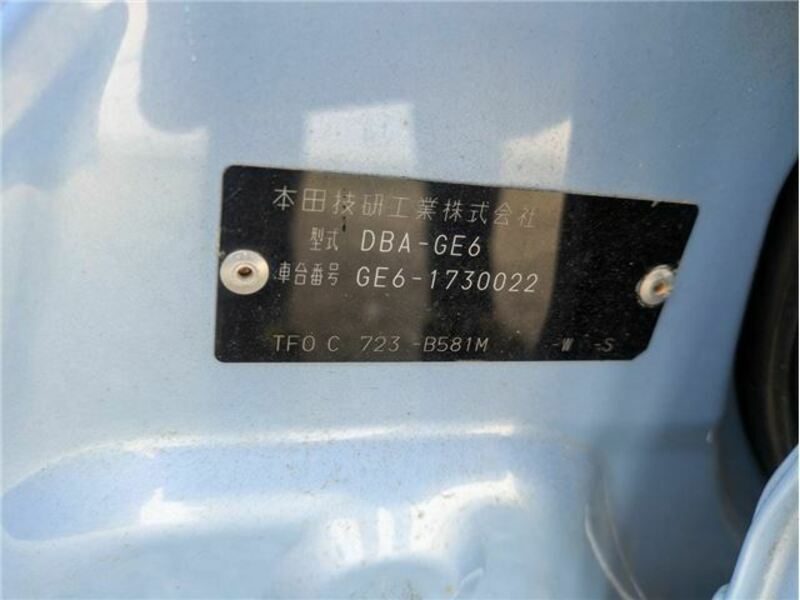 本田技研工業株式会社
型式 DBA-GE6
車台番号 GE6-1730022
TFO C 723 -B581M -W -S